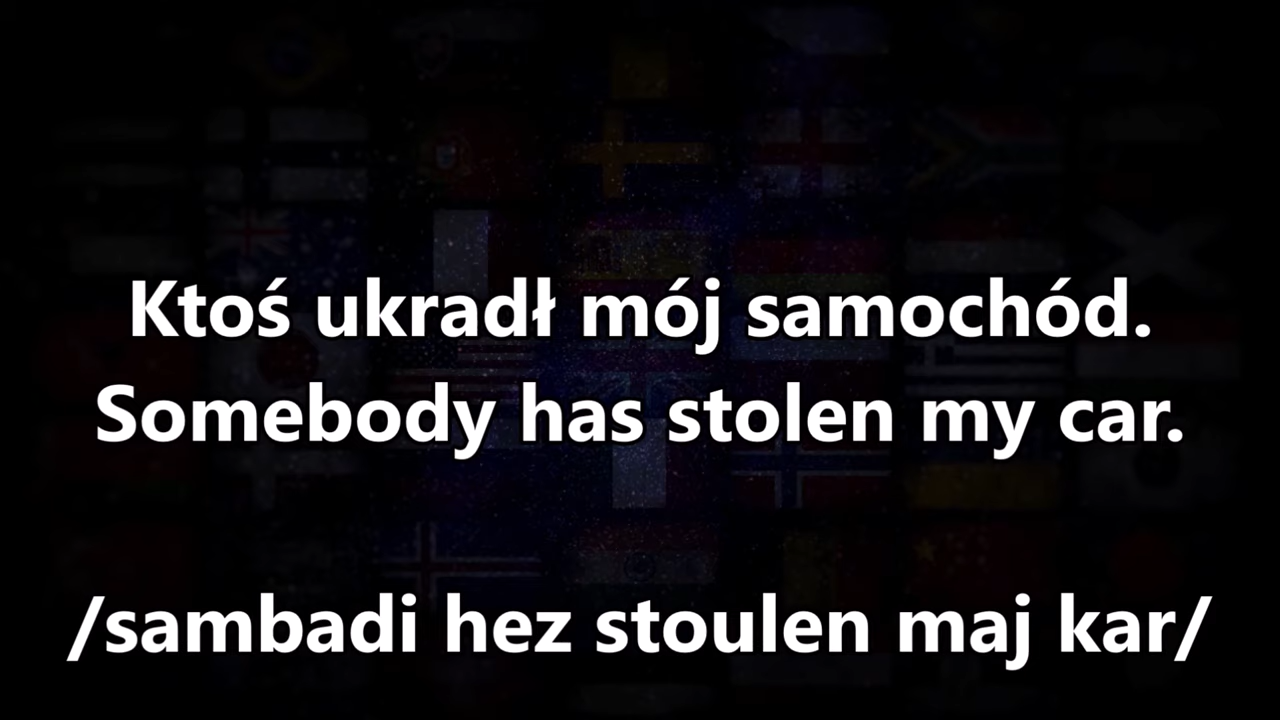 Ktoś ukradł mój samochód.
Somebody has stolen my car.
/sambadi hez stoulen maj kar/